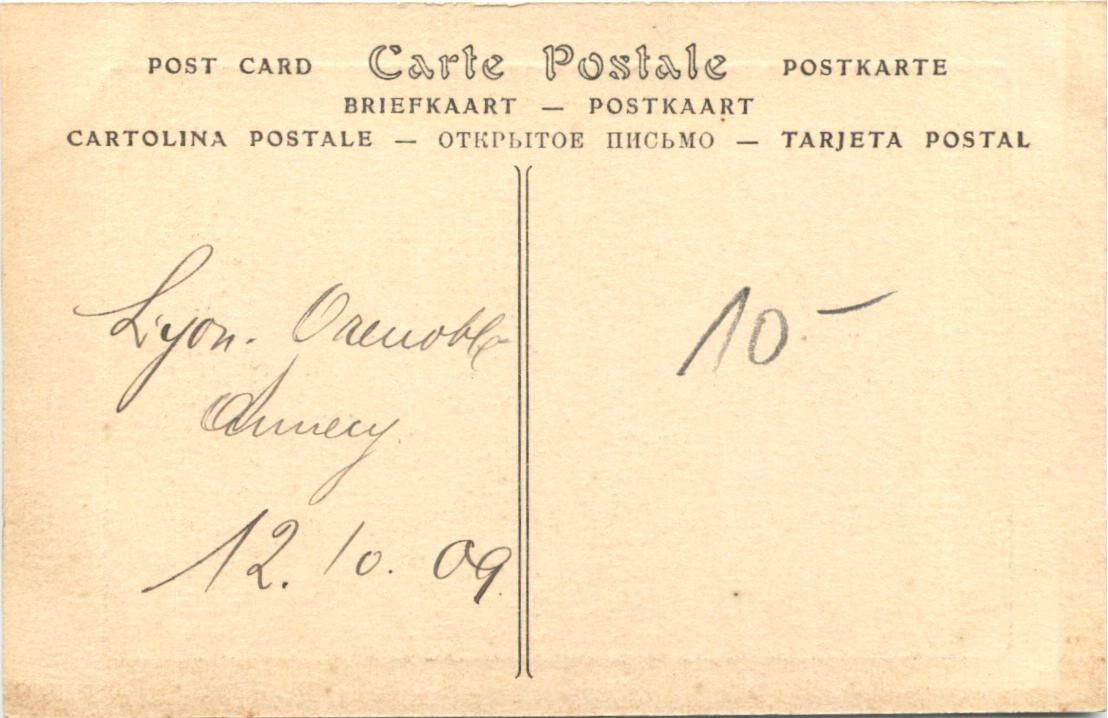 POST CARD Carte Postale POSTKARTE
BRIEFKAART — POSTKAART
CARTOLINA POSTALE — ОТКРЫТОЕ ПИСЬМО — TARJETA POSTAL
Lyon. Grenoble
Annecy
12. 10. 09.
10 —